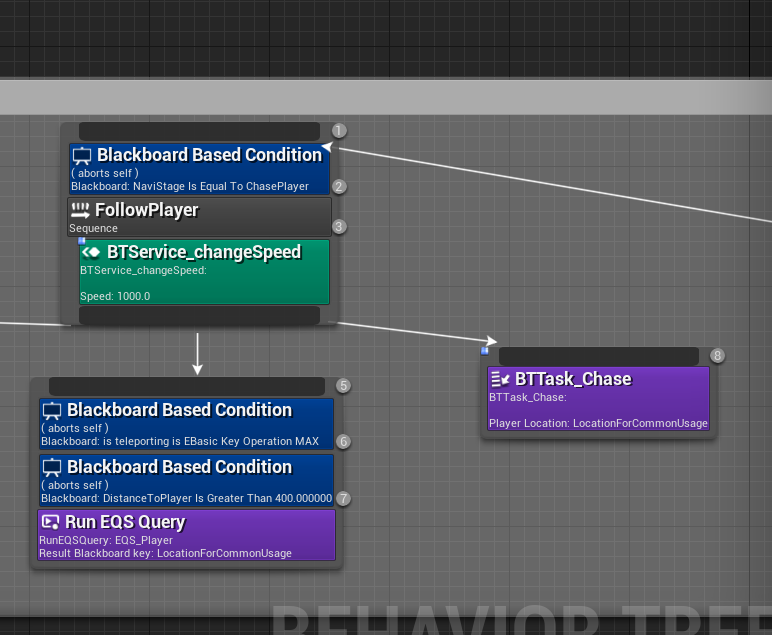 1
Blackboard Based Condition
( aborts self )
Blackboard: NaviStage Is Equal To ChasePlayer
2
FollowPlayer
Sequence
3
BTService_changeSpeed
BTService_changeSpeed:
Speed: 1000.0
8
BTTask_Chase
BTTask_Chase:
Player Location: LocationForCommonUsage
5
Blackboard Based Condition
( aborts self )
Blackboard: is teleporting is EBasic Key Operation MAX
6
Blackboard Based Condition
( aborts self )
Blackboard: DistanceToPlayer Is Greater Than 400.000000
7
Run EQS Query
RunEQSQuery: EQS_Player
Result Blackboard key: LocationForCommonUsage
BEHAVIOR TREE